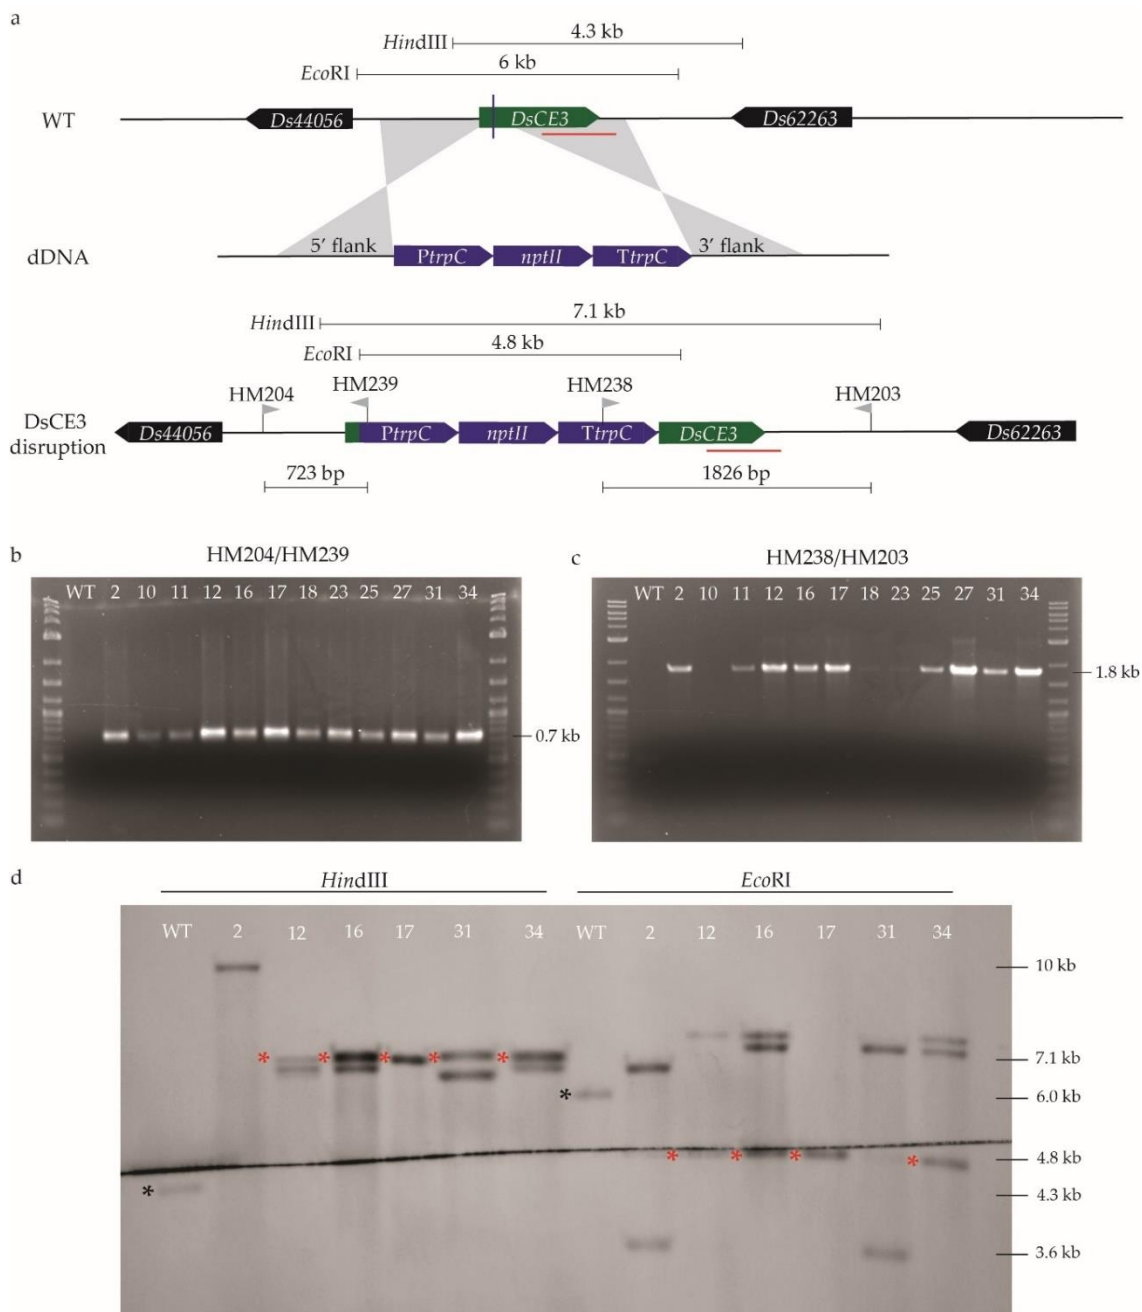 a
4.3 kb
HindIII
6 kb
EcoRI
WT
Ds44056
DsCE3
Ds62263
5' flank
3' flank
dDNA
PtrpC
nptII
TtrpC
7.1 kb
HindIII
4.8 kb
EcoRI
HM204
HM239
HM238
HM203
DsCE3
disruption
Ds44056
PtrpC
nptII
TtrpC
DsCE3
Ds62263
723 bp
1826 bp
b
HM204/HM239
WT 2 10 11 12 16 17 18 23 25 27 31 34
0.7 kb
c
HM238/HM203
WT 2 10 11 12 16 17 18 23 25 27 31 34
1.8 kb
d
HindIII
EcoRI
WT 2 12 16 17 31 34 WT 2 12 16 17 31 34
10 kb
* * * * * 7.1 kb
* 6.0 kb
* * * * 4.8 kb
* 4.3 kb
3.6 kb